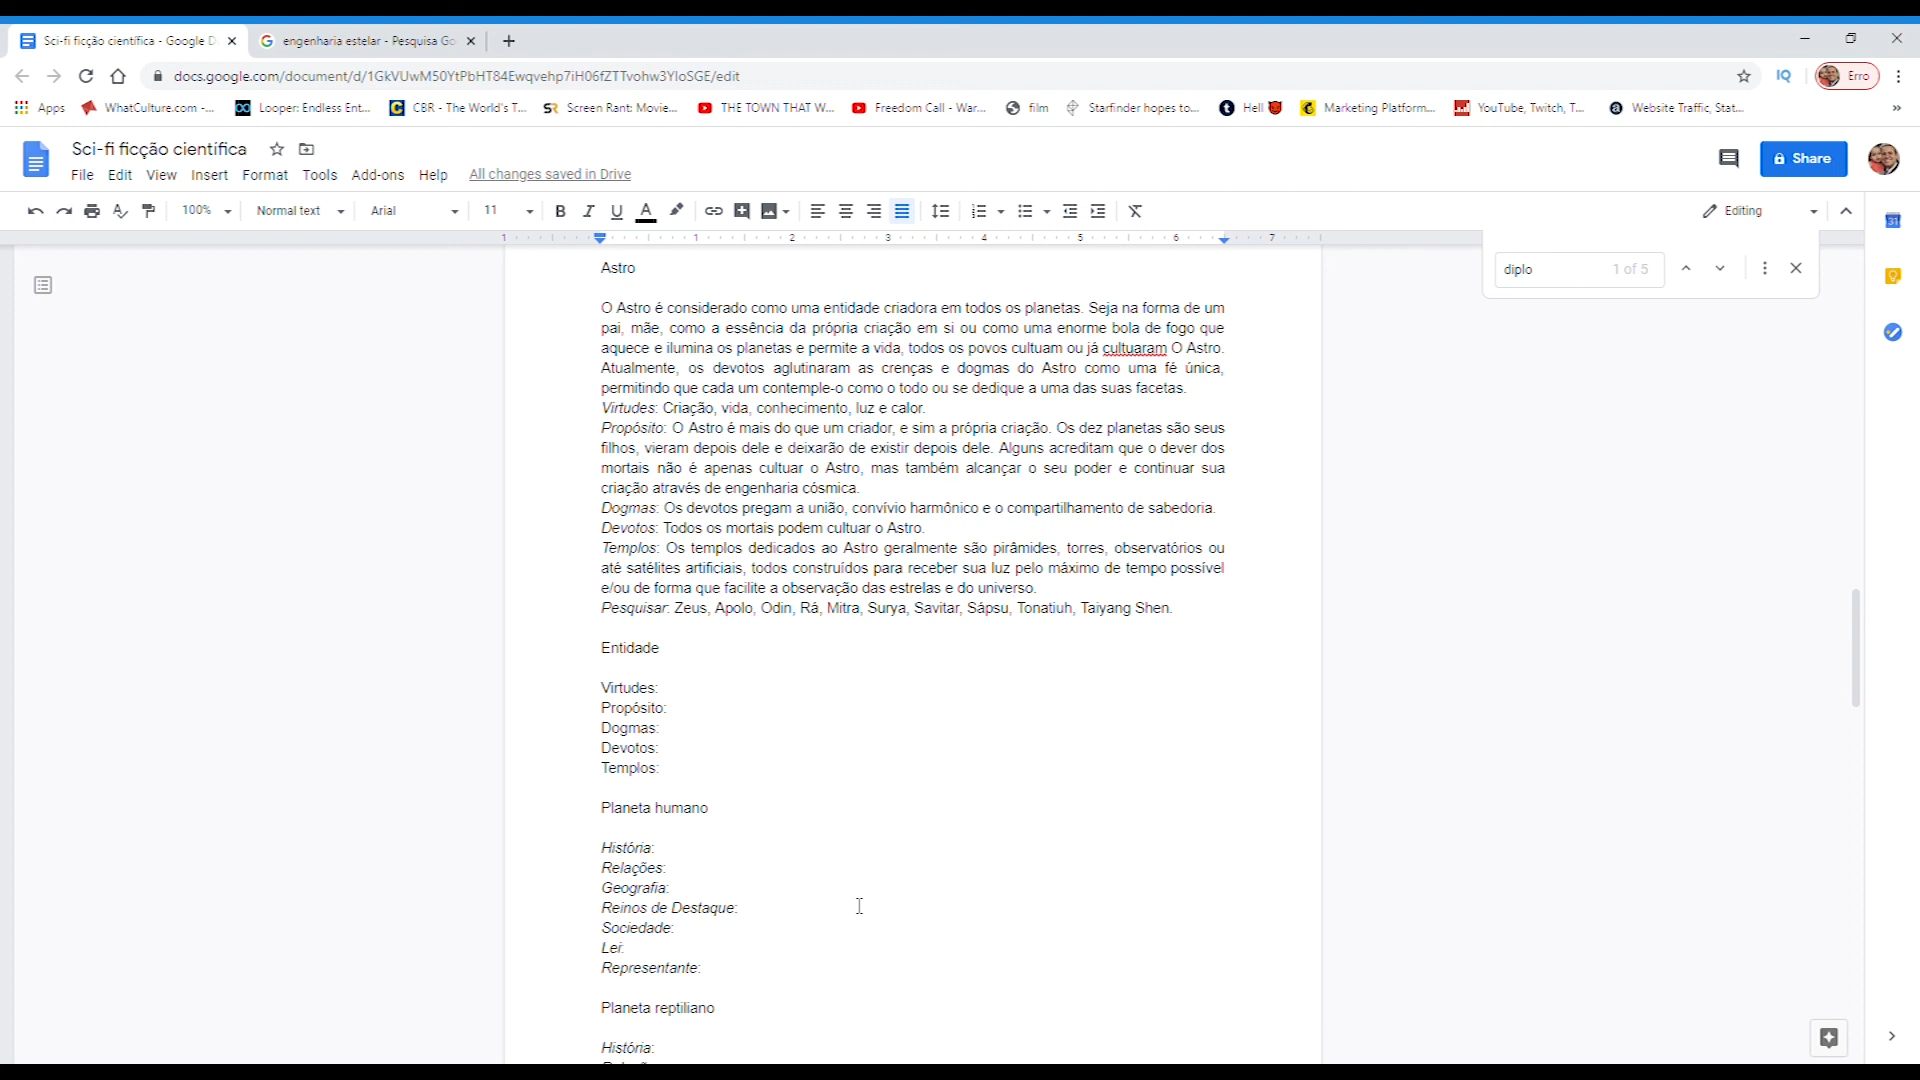 Sci-fi ficção científica - Google D
engenharia estelar - Pesquisa Go
docs.google.com/document/d/1GkVUwM50YtPbHT84Ewqvehp7iH06fZTTvohw3YIoSGE/edit
IQ
Erro
Apps
WhatCulture.com -...
Looper: Endless Ent...
CBR - The World's T...
Screen Rant: Movie...
THE TOWN THAT W...
Freedom Call - War...
film
Starfinder hopes to...
Hell
Marketing Platform...
YouTube, Twitch, T...
Website Traffic, Stat...
Sci-fi ficção científica
File Edit View Insert Format Tools Add-ons Help All changes saved in Drive
Share
100% Normal text Arial 11
Editing
1 1 2 3 4 5 6 7
diplo 1 of 5
31
Astro
O Astro é considerado como uma entidade criadora em todos os planetas. Seja na forma de um
pai, mãe, como a essência da própria criação em si ou como uma enorme bola de fogo que
aquece e ilumina os planetas e permite a vida, todos os povos cultuam ou já cultuaram O Astro.
Atualmente, os devotos aglutinaram as crenças e dogmas do Astro como uma fé única,
permitindo que cada um contemple-o como o todo ou se dedique a uma das suas facetas.
Virtudes: Criação, vida, conhecimento, luz e calor.
Propósito: O Astro é mais do que um criador, e sim a própria criação. Os dez planetas são seus
filhos, vieram depois dele e deixarão de existir depois dele. Alguns acreditam que o dever dos
mortais não é apenas cultuar o Astro, mas também alcançar o seu poder e continuar sua
criação através de engenharia cósmica.
Dogmas: Os devotos pregam a união, convívio harmônico e o compartilhamento de sabedoria.
Devotos: Todos os mortais podem cultuar o Astro.
Templos: Os templos dedicados ao Astro geralmente são pirâmides, torres, observatórios ou
até satélites artificiais, todos construídos para receber sua luz pelo máximo de tempo possível
e/ou de forma que facilite a observação das estrelas e do universo.
Pesquisar: Zeus, Apolo, Odin, Rá, Mitra, Surya, Savitar, Sápsu, Tonatiuh, Taiyang Shen.
Entidade
Virtudes:
Propósito:
Dogmas:
Devotos:
Templos:
Planeta humano
História:
Relações:
Geografia:
Reinos de Destaque:
Sociedade:
Lei:
Representante:
Planeta reptiliano
História: